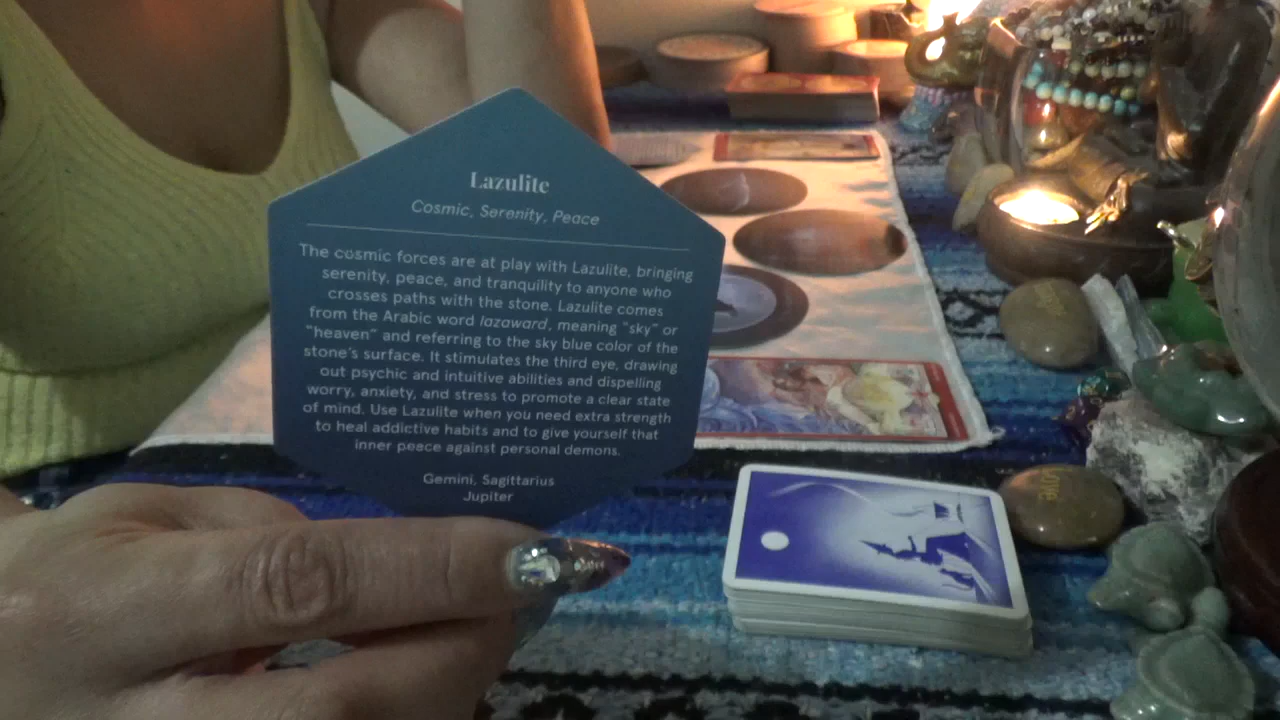 Lazulite
Cosmic, Serenity, Peace
The cosmic forces are at play with Lazulite, bringing
serenity, peace, and tranquility to anyone who
crosses paths with the stone. Lazulite comes
from the Arabic word lazaward, meaning "sky" or
"heaven" and referring to the sky blue color of the
stone's surface. It stimulates the third eye, drawing
out psychic and intuitive abilities and dispelling
worry, anxiety, and stress to promote a clear state
of mind. Use Lazulite when you need extra strength
to heal addictive habits and to give yourself that
inner peece against personal demons.
Gemini, Sagittarius
Jupiter